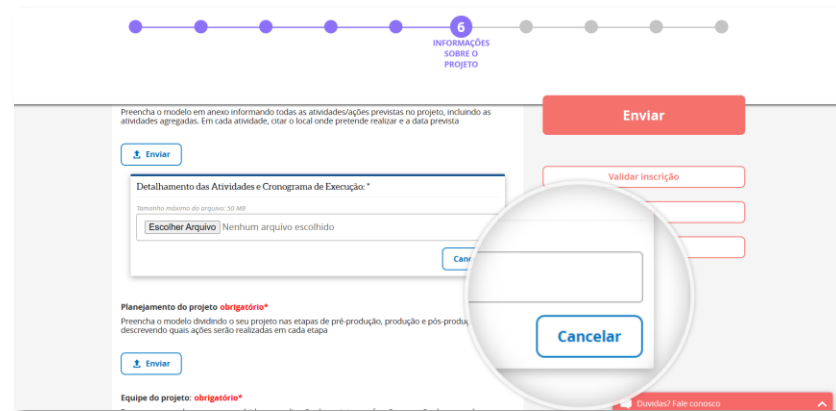 6
INFORMAÇÕES
SOBRE O
PROJETO
Preencha o modelo em anexo informando todas as atividades/ações previstas no projeto, incluindo as
atividades agregadas. Em cada atividade, citar o local onde pretende realizar e a data prevista
Enviar
Detalhamento das Atividades e Cronograma de Execução: *
Tamanho máximo do arquivo: 50 MB
Escolher Arquivo Nenhum arquivo escolhido
Planejamento do projeto obrigatório*
Preencha o modelo dividindo o seu projeto nas etapas de pré-produção, produção e
descrevendo quais ações serão realizadas em cada etapa
Enviar
Equipe do projeto: obrigatório*
Enviar
Validar inscrição
Cancelar
Duvidas? Fale conosco